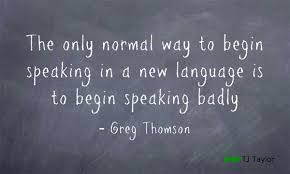 The only normal way to begin
speaking in a new language is
to begin speaking badly
- Greg Thomson
TJ Taylor